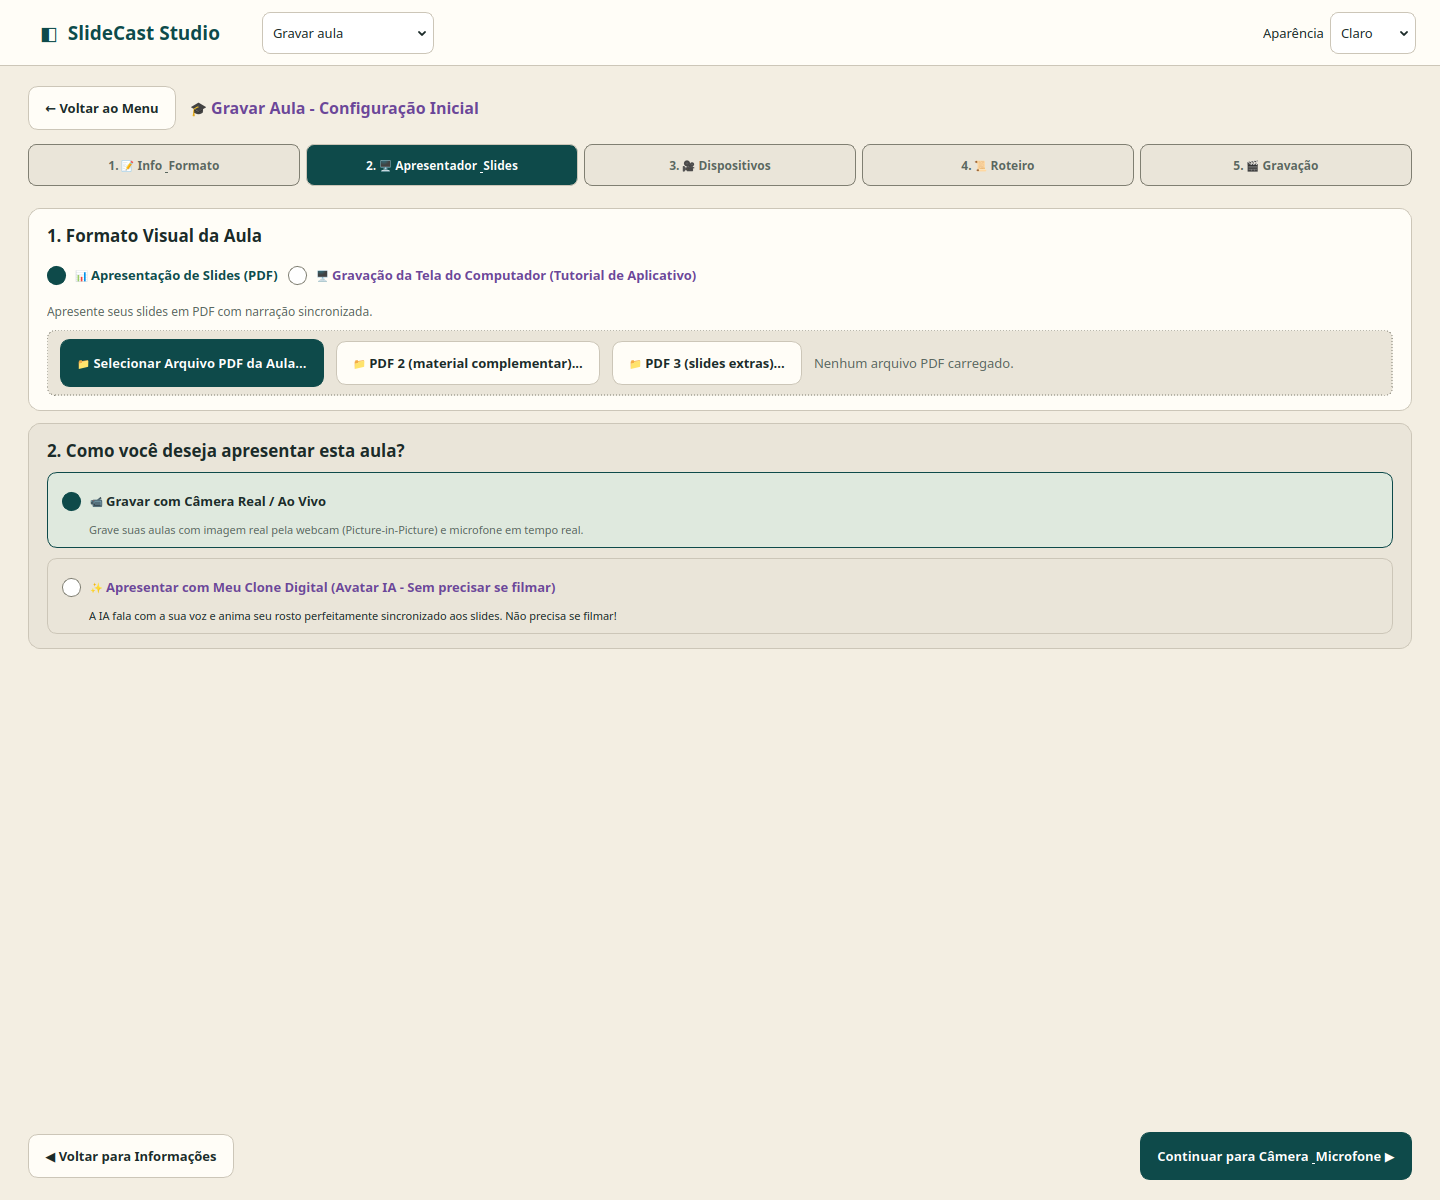 SlideCast Studio
Gravar aula
Aparência
Claro
← Voltar ao Menu
🎓 Gravar Aula - Configuração Inicial
1. 📝 Info _Formato
2. 🖥️ Apresentador _Slides
3. 🎥 Dispositivos
4. 📜 Roteiro
5. 🎬 Gravação
1. Formato Visual da Aula
📊 Apresentação de Slides (PDF)
🖥️ Gravação da Tela do Computador (Tutorial de Aplicativo)
Apresente seus slides em PDF com narração sincronizada.
📁 Selecionar Arquivo PDF da Aula...
📁 PDF 2 (material complementar)...
📁 PDF 3 (slides extras)...
Nenhum arquivo PDF carregado.
2. Como você deseja apresentar esta aula?
📹 Gravar com Câmera Real / Ao Vivo
Grave suas aulas com imagem real pela webcam (Picture-in-Picture) e microfone em tempo real.
✨ Apresentar com Meu Clone Digital (Avatar IA - Sem precisar se filmar)
A IA fala com a sua voz e anima seu rosto perfeitamente sincronizado aos slides. Não precisa se filmar!
◀ Voltar para Informações
Continuar para Câmera _Microfone ▶